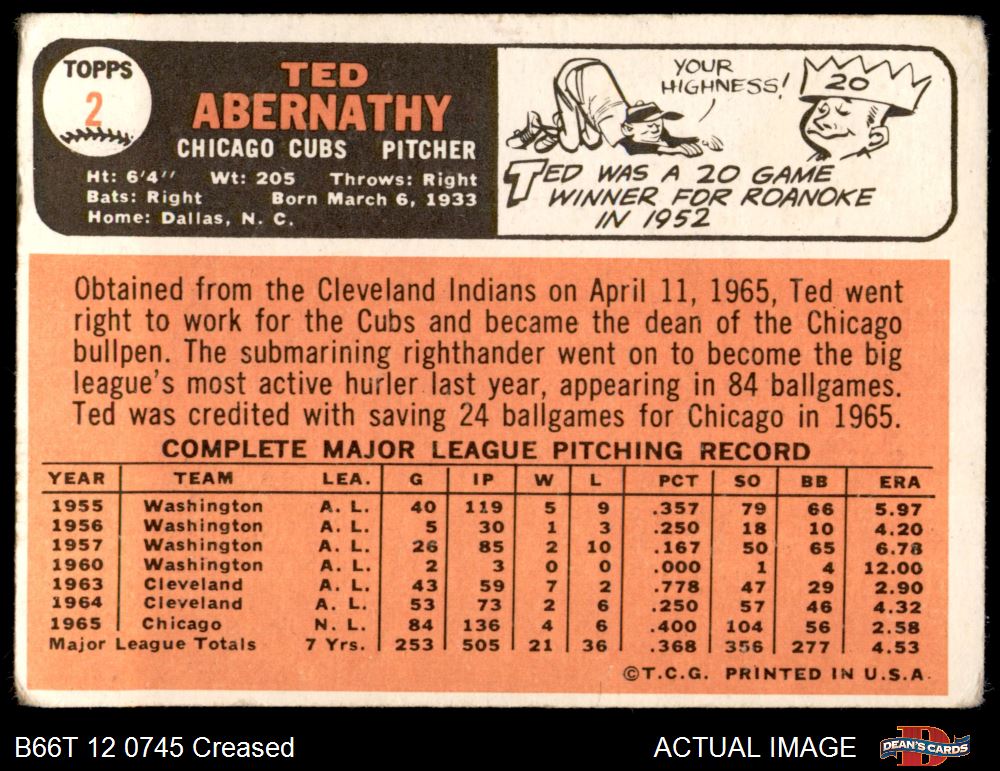 TOPPS
2
TED
ABERNATHY
CHICAGO CUBS PITCHER
Ht: 6'4" Wt: 205 Throws: Right
Bats: Right Born March 6, 1933
Home: Dallas, N. C.
YOUR
HIGHNESS!
20
TED WAS A 20 GAME
WINNER FOR ROANOKE
IN 1952
Obtained from the Cleveland Indians on April 11, 1965, Ted went
right to work for the Cubs and became the dean of the Chicago
bullpen. The submarining righthander went on to become the big
league's most active hurler last year, appearing in 84 ballgames.
Ted was credited with saving 24 ballgames for Chicago in 1965.
COMPLETE MAJOR LEAGUE PITCHING RECORD
YEAR TEAM LEA. G IP W L PCT SO BB ERA
1955 Washington A. L. 40 119 5 9 .357 79 66 5.97
1956 Washington A. L. 5 30 1 3 .250 18 10 4.20
1957 Washington A. L. 26 85 2 10 .167 50 65 6.78
1960 Washington A. L. 2 3 0 0 .000 1 4 12.00
1963 Cleveland A. L. 43 59 7 2 .778 47 29 2.90
1964 Cleveland A. L. 53 73 2 6 .250 57 46 4.32
1965 Chicago N. L. 84 136 4 6 .400 104 56 2.58
Major League Totals 7 Yrs. 253 505 21 36 .368 356 277 4.53
©T.C.G. PRINTED IN U.S.A.
B66T 12 0745 Creased
ACTUAL IMAGE
DEAN'S CARDS